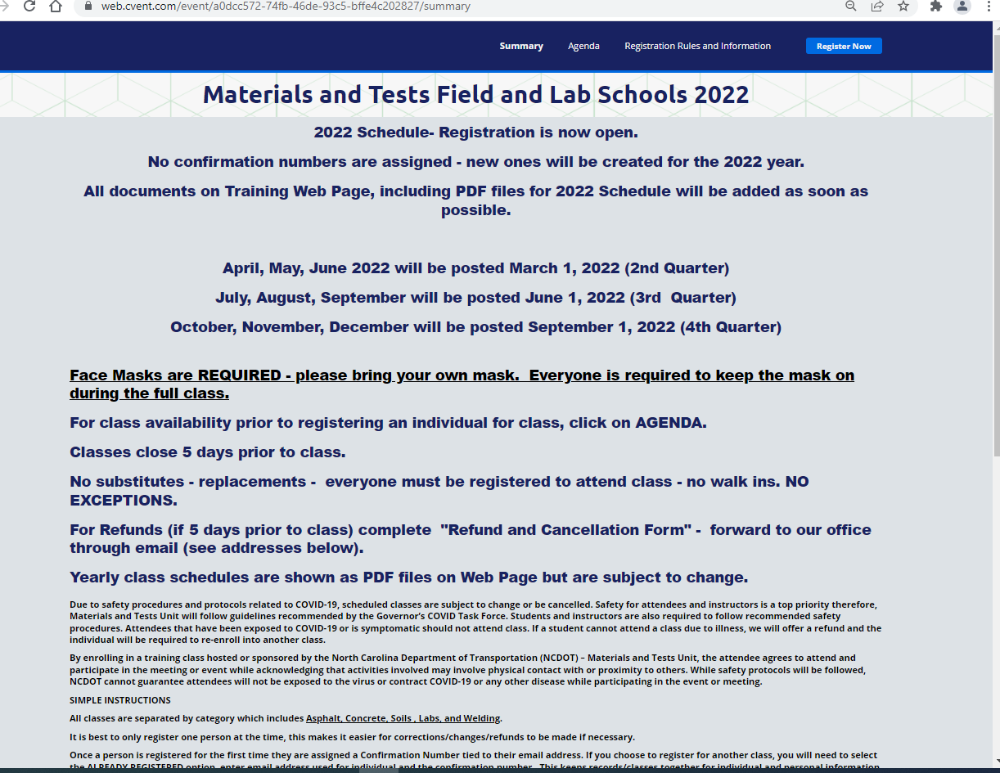 web.cvent.com/event/a0dcc572-74fb-46de-93c5-bffe4c202827/summary
Summary Agenda Registration Rules and Information Register Now
Materials and Tests Field and Lab Schools 2022
2022 Schedule- Registration is now open.
No confirmation numbers are assigned - new ones will be created for the 2022 year.
All documents on Training Web Page, including PDF files for 2022 Schedule will be added as soon as
possible.
April, May, June 2022 will be posted March 1, 2022 (2nd Quarter)
July, August, September will be posted June 1, 2022 (3rd  Quarter)
October, November, December will be posted September 1, 2022 (4th Quarter)
Face Masks are REQUIRED - please bring your own mask.  Everyone is required to keep the mask on
during the full class.
For class availability prior to registering an individual for class, click on AGENDA.
Classes close 5 days prior to class.
No substitutes - replacements -  everyone must be registered to attend class - no walk ins. NO
EXCEPTIONS.
For Refunds (if 5 days prior to class) complete  "Refund and Cancellation Form" -  forward to our office
through email (see addresses below).
Yearly class schedules are shown as PDF files on Web Page but are subject to change.
Due to safety procedures and protocols related to COVID-19, scheduled classes are subject to change or be cancelled. Safety for attendees and instructors is a top priority therefore,
Materials and Tests Unit will follow guidelines recommended by the Governor's COVID Task Force. Students and instructors are also required to follow recommended safety
procedures. Attendees that have been exposed to COVID-19 or is symptomatic should not attend class. If a student cannot attend a class due to illness, we will offer a refund and the
individual will be required to re-enroll into another class.
By enrolling in a training class hosted or sponsored by the North Carolina Department of Transportation (NCDOT) – Materials and Tests Unit, the attendee agrees to attend and
participate in the meeting or event while acknowledging that activities involved may involve physical contact with or proximity to others. While safety protocols will be followed,
NCDOT cannot guarantee attendees will not be exposed to the virus or contract COVID-19 or any other disease while participating in the event or meeting.
SIMPLE INSTRUCTIONS
All classes are separated by category which includes Asphalt, Concrete, Soils , Labs, and Welding.
It is best to only register one person at the time, this makes it easier for corrections/changes/refunds to be made if necessary.
Once a person is registered for the first time they are assigned a Confirmation Number tied to their email address. If you choose to register for another class, you will need to select
the ALREADY REGISTERED option, enter email address used for individual and the confirmation number.  This keeps records/classes together for individual and personal information